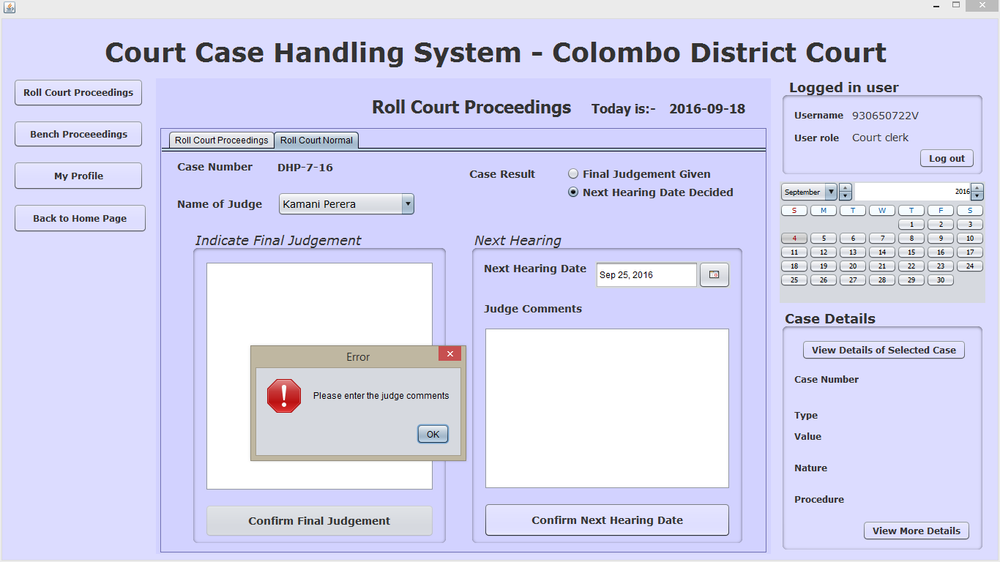 Court Case Handling System - Colombo District Court
Roll Court Proceedings
Bench Proceeedings
My Profile
Back to Home Page
Roll Court Proceedings Today is:- 2016-09-18
Roll Court Proceedings Roll Court Normal
Case Number DHP-7-16
Name of Judge Kamani Perera
Case Result
Final Judgement Given
Next Hearing Date Decided
Indicate Final Judgement
Confirm Final Judgement
Next Hearing
Next Hearing Date Sep 25, 2016
Judge Comments
Confirm Next Hearing Date
Error
Please enter the judge comments
OK
Logged in user
Username 930650722V
User role Court clerk
Log out
September 2016
S M T W T F S
1 2 3
4 5 6 7 8 9 10
11 12 13 14 15 16 17
18 19 20 21 22 23 24
25 26 27 28 29 30
Case Details
View Details of Selected Case
Case Number
Type
Value
Nature
Procedure
View More Details